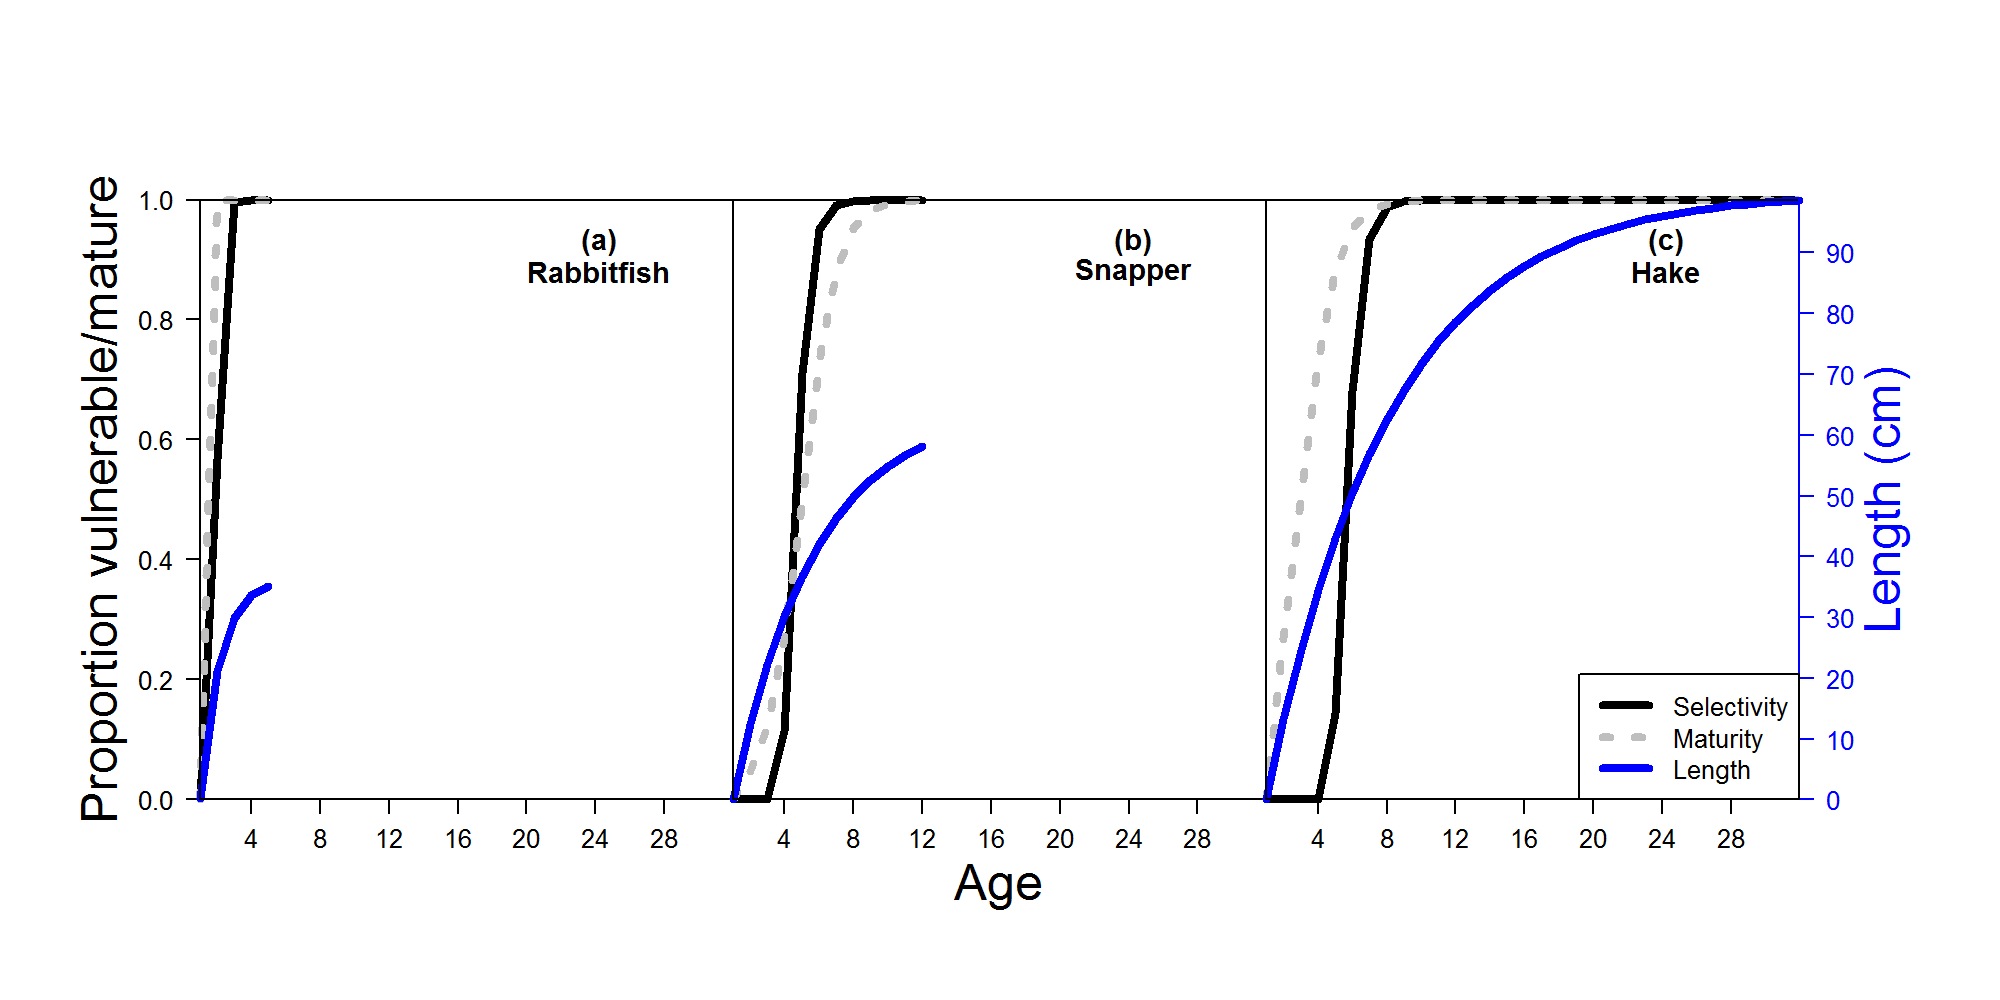 Proportion vulnerable/mature
1.0
0.8
0.6
0.4
0.2
0.0
(a)
Rabbitfish
4 8 12 16 20 24 28
(b)
Snapper
4 8 12 16 20 24 28
(c)
Hake
4 8 12 16 20 24 28
Selectivity
Maturity
Length
90
80
70
60
50
40
30
20
10
0
Length (cm)
Age